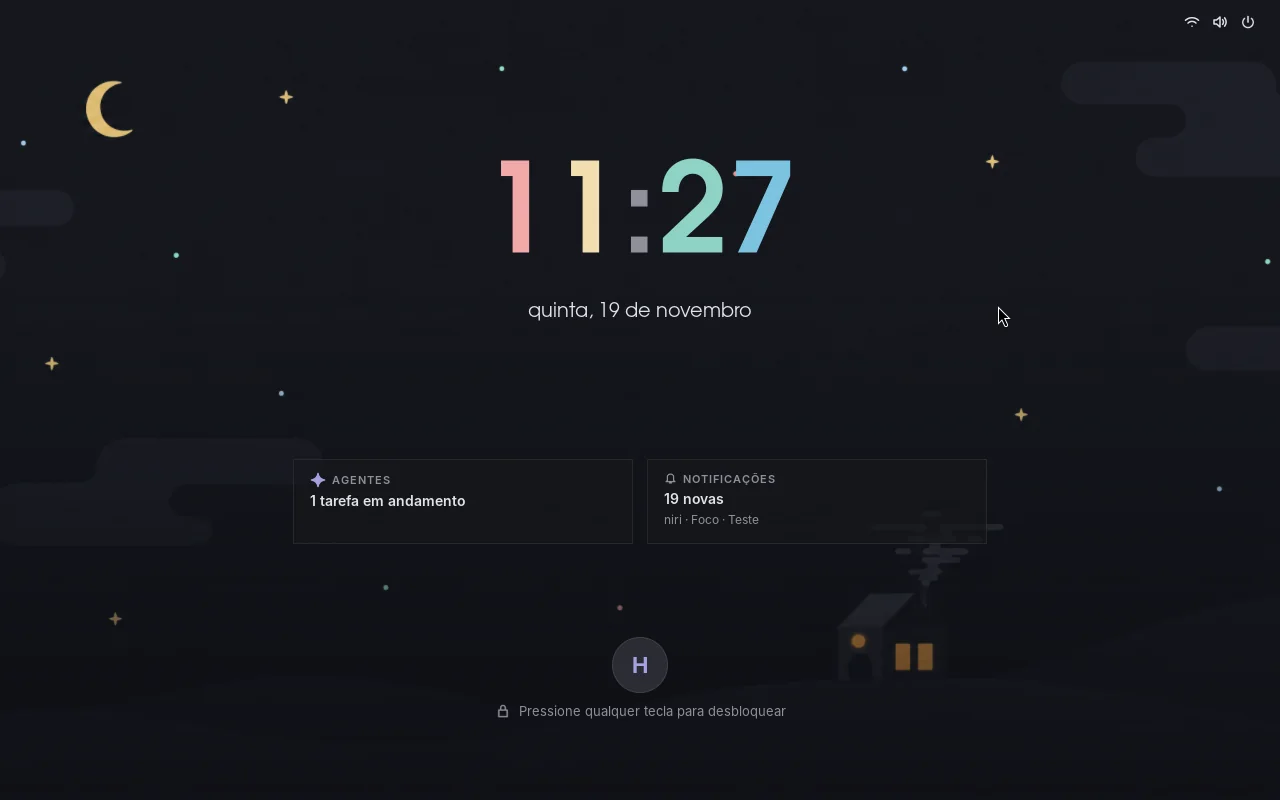 11:27
quinta, 19 de novembro
AGENTES
1 tarefa em andamento
NOTIFICAÇÕES
19 novas
niri · Foco · Teste
H
Pressione qualquer tecla para desbloquear